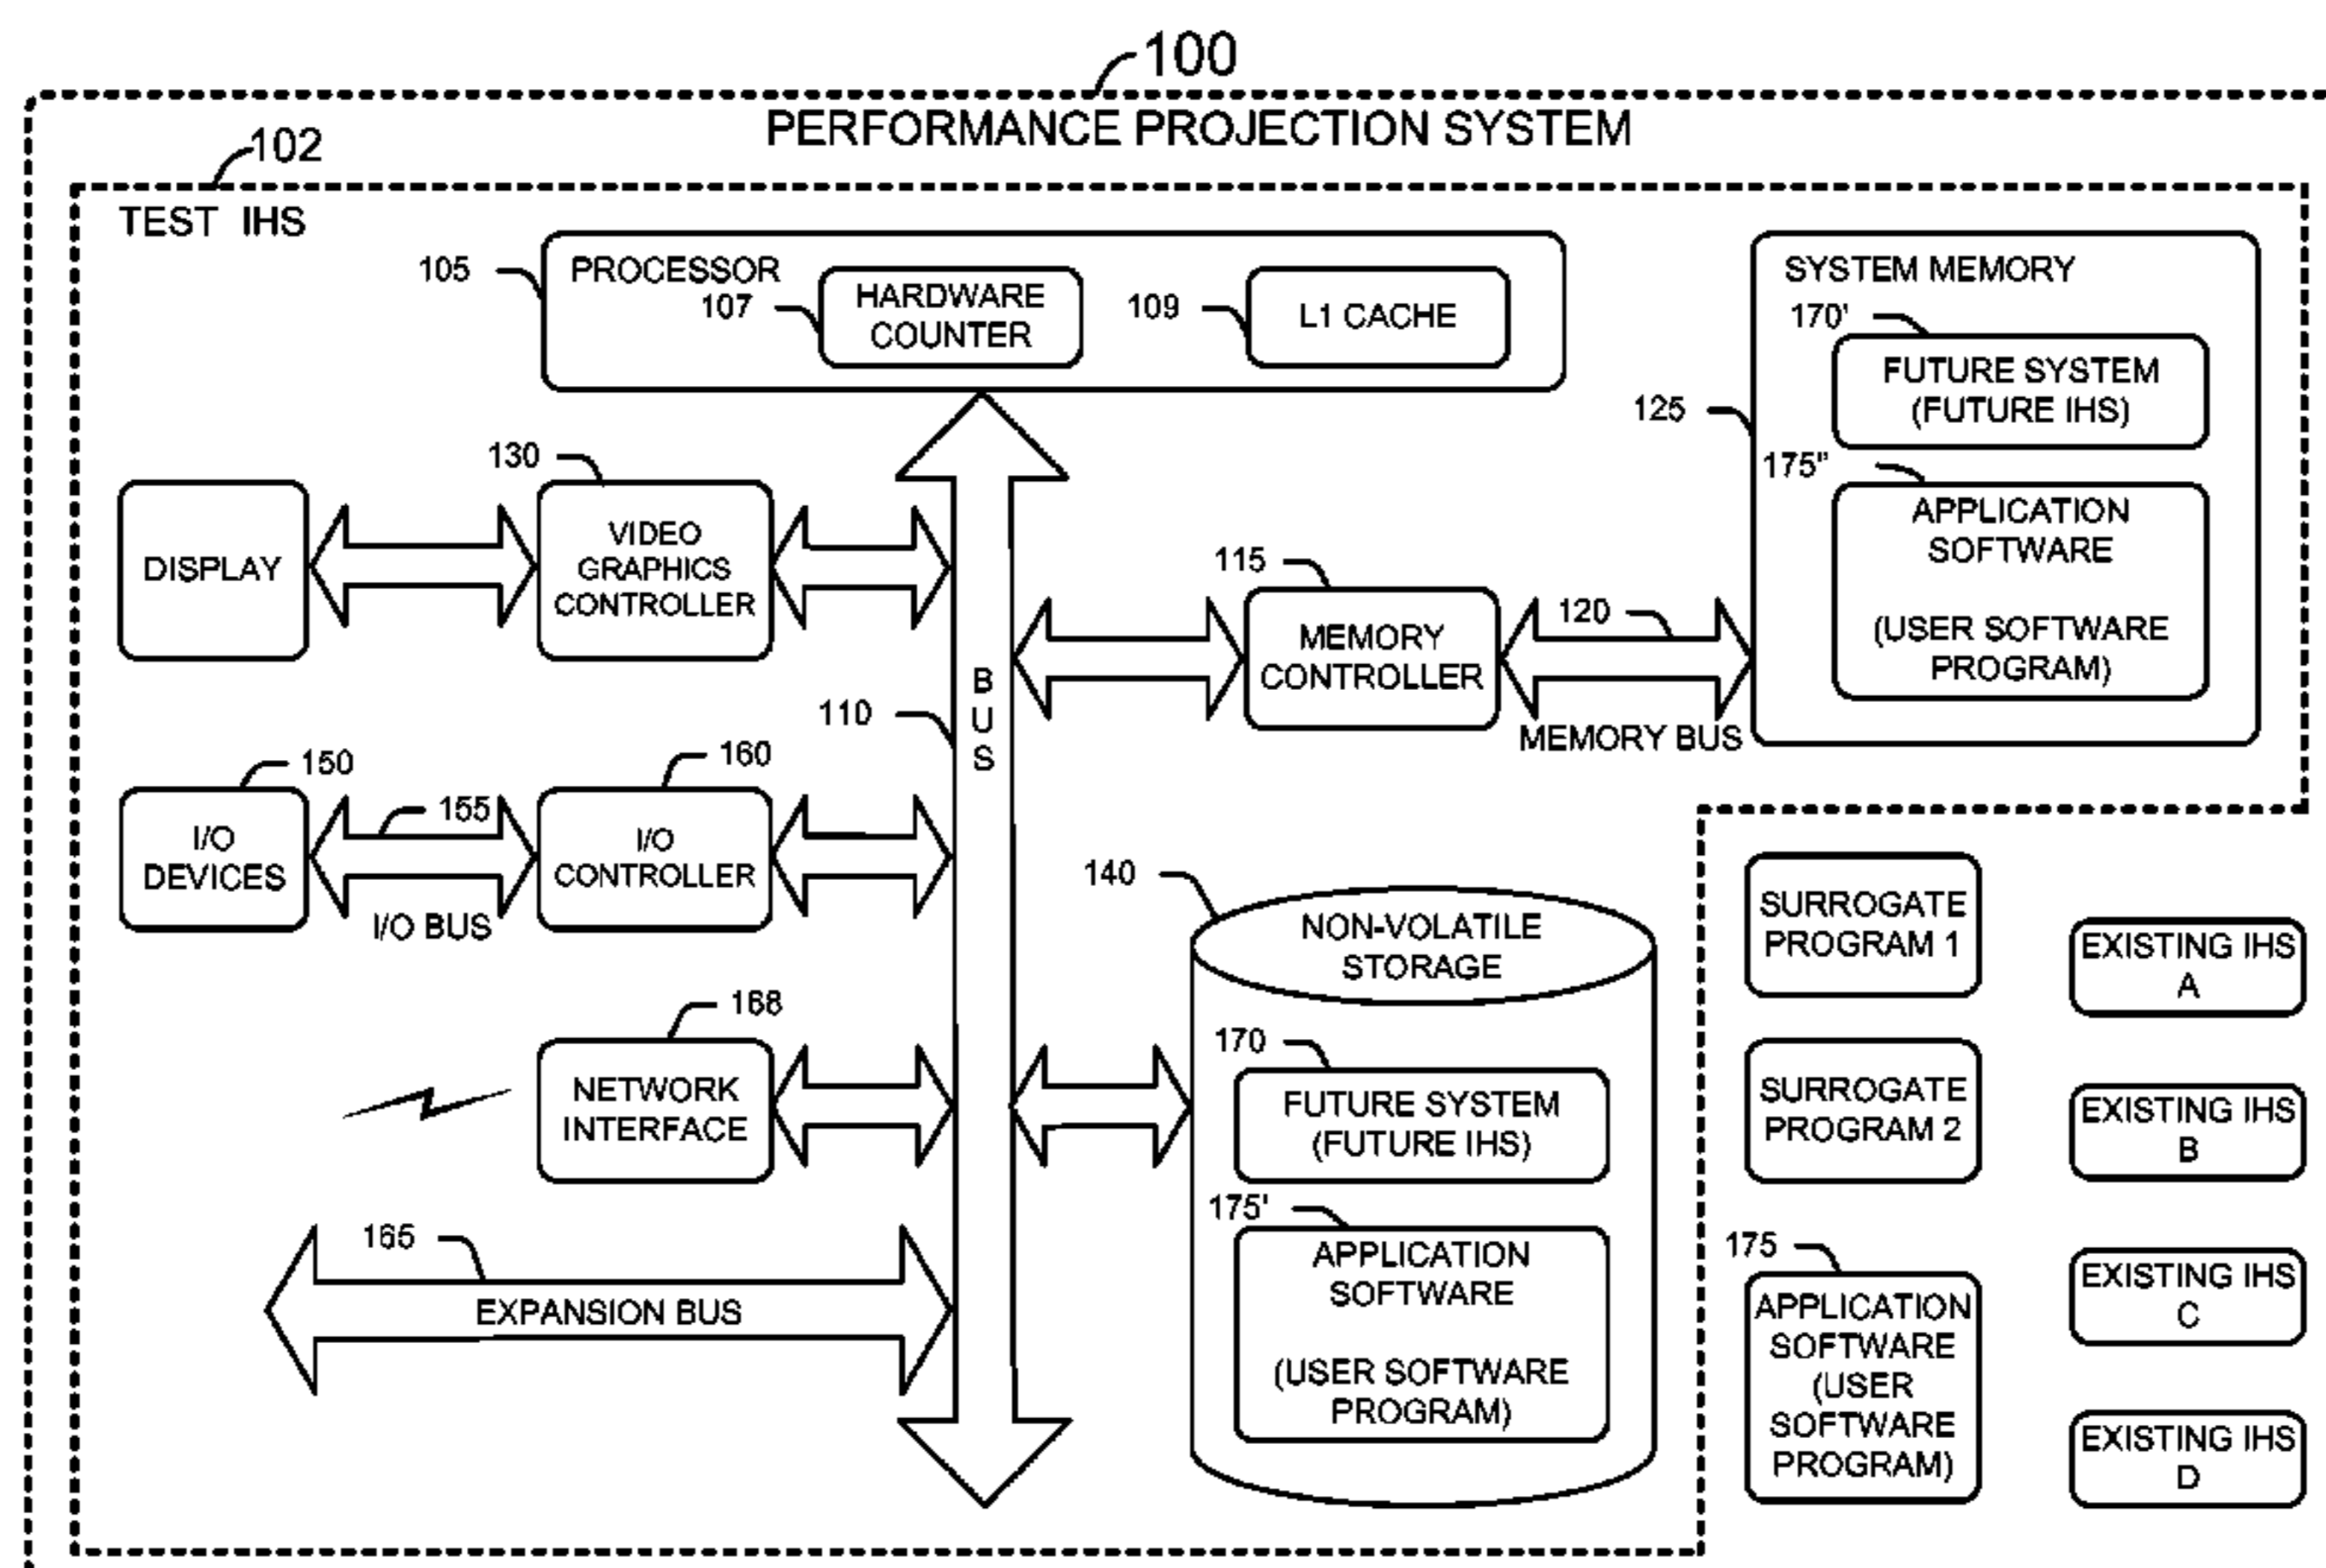 100
PERFORMANCE PROJECTION SYSTEM
102
TEST IHS
105
PROCESSOR
107
HARDWARE
COUNTER
109
L1 CACHE
SYSTEM MEMORY
170'
FUTURE SYSTEM
(FUTURE IHS)
125
175"
APPLICATION
SOFTWARE
(USER SOFTWARE
PROGRAM)
130
DISPLAY
VIDEO
GRAPHICS
CONTROLLER
115
MEMORY
CONTROLLER
120
MEMORY BUS
BUS
110
150
I/O
DEVICES
155
I/O BUS
160
I/O
CONTROLLER
140
NON-VOLATILE
STORAGE
170
FUTURE SYSTEM
(FUTURE IHS)
175'
APPLICATION
SOFTWARE
(USER SOFTWARE
PROGRAM)
168
NETWORK
INTERFACE
165
EXPANSION BUS
SURROGATE
PROGRAM 1
SURROGATE
PROGRAM 2
175
APPLICATION
SOFTWARE
(USER
SOFTWARE
PROGRAM)
EXISTING IHS
A
EXISTING IHS
B
EXISTING IHS
C
EXISTING IHS
D